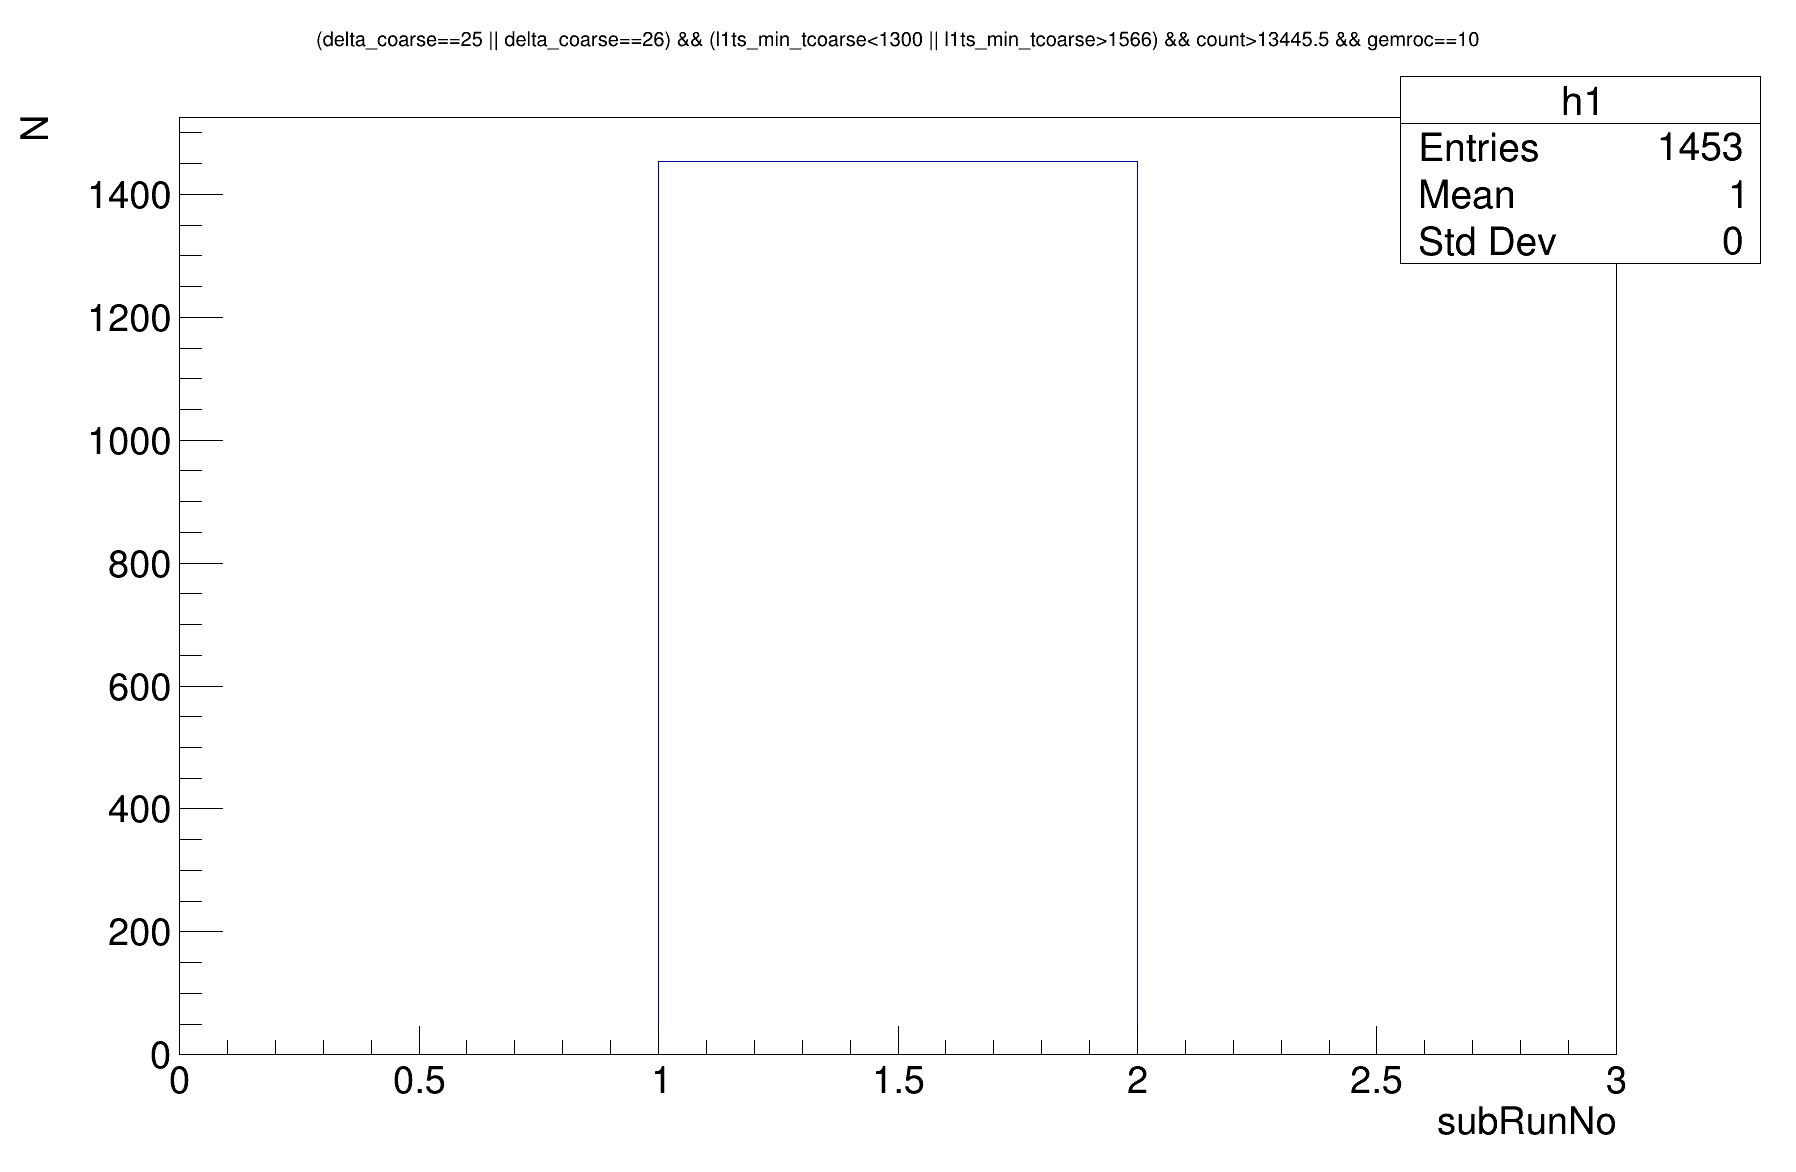 (delta_coarse==25 || delta_coarse==26) && (l1ts_min_tcoarse<1300 || l1ts_min_tcoarse>1566) && count>13445.5 && gemroc==10
h1
Entries 1453
Mean 1
Std Dev 0
N
1400
1200
1000
800
600
400
200
0
0 0.5 1 1.5 2 2.5 3
subRunNo